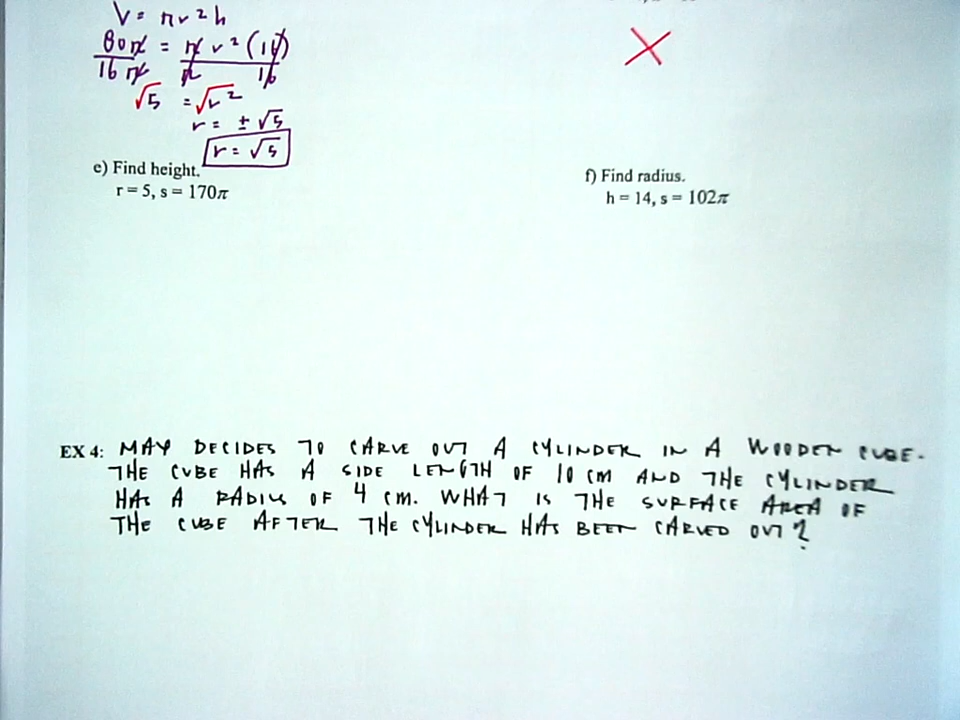 V = πr²h
80π = π r² (16)
16π π 16
√5 = √r²
r = ± √5
r = √5
e) Find height.
r = 5, s = 170π
f) Find radius.
h = 14, s = 102π
EX 4: MAY DECIDES TO CARVE OUT A CYLINDER IN A WOODEN CUBE.
THE CUBE HAS A SIDE LENGTH OF 10 CM AND THE CYLINDER
HAS A RADIUS OF 4 CM. WHAT IS THE SURFACE AREA OF
THE CUBE AFTER THE CYLINDER HAS BEEN CARVED OUT?